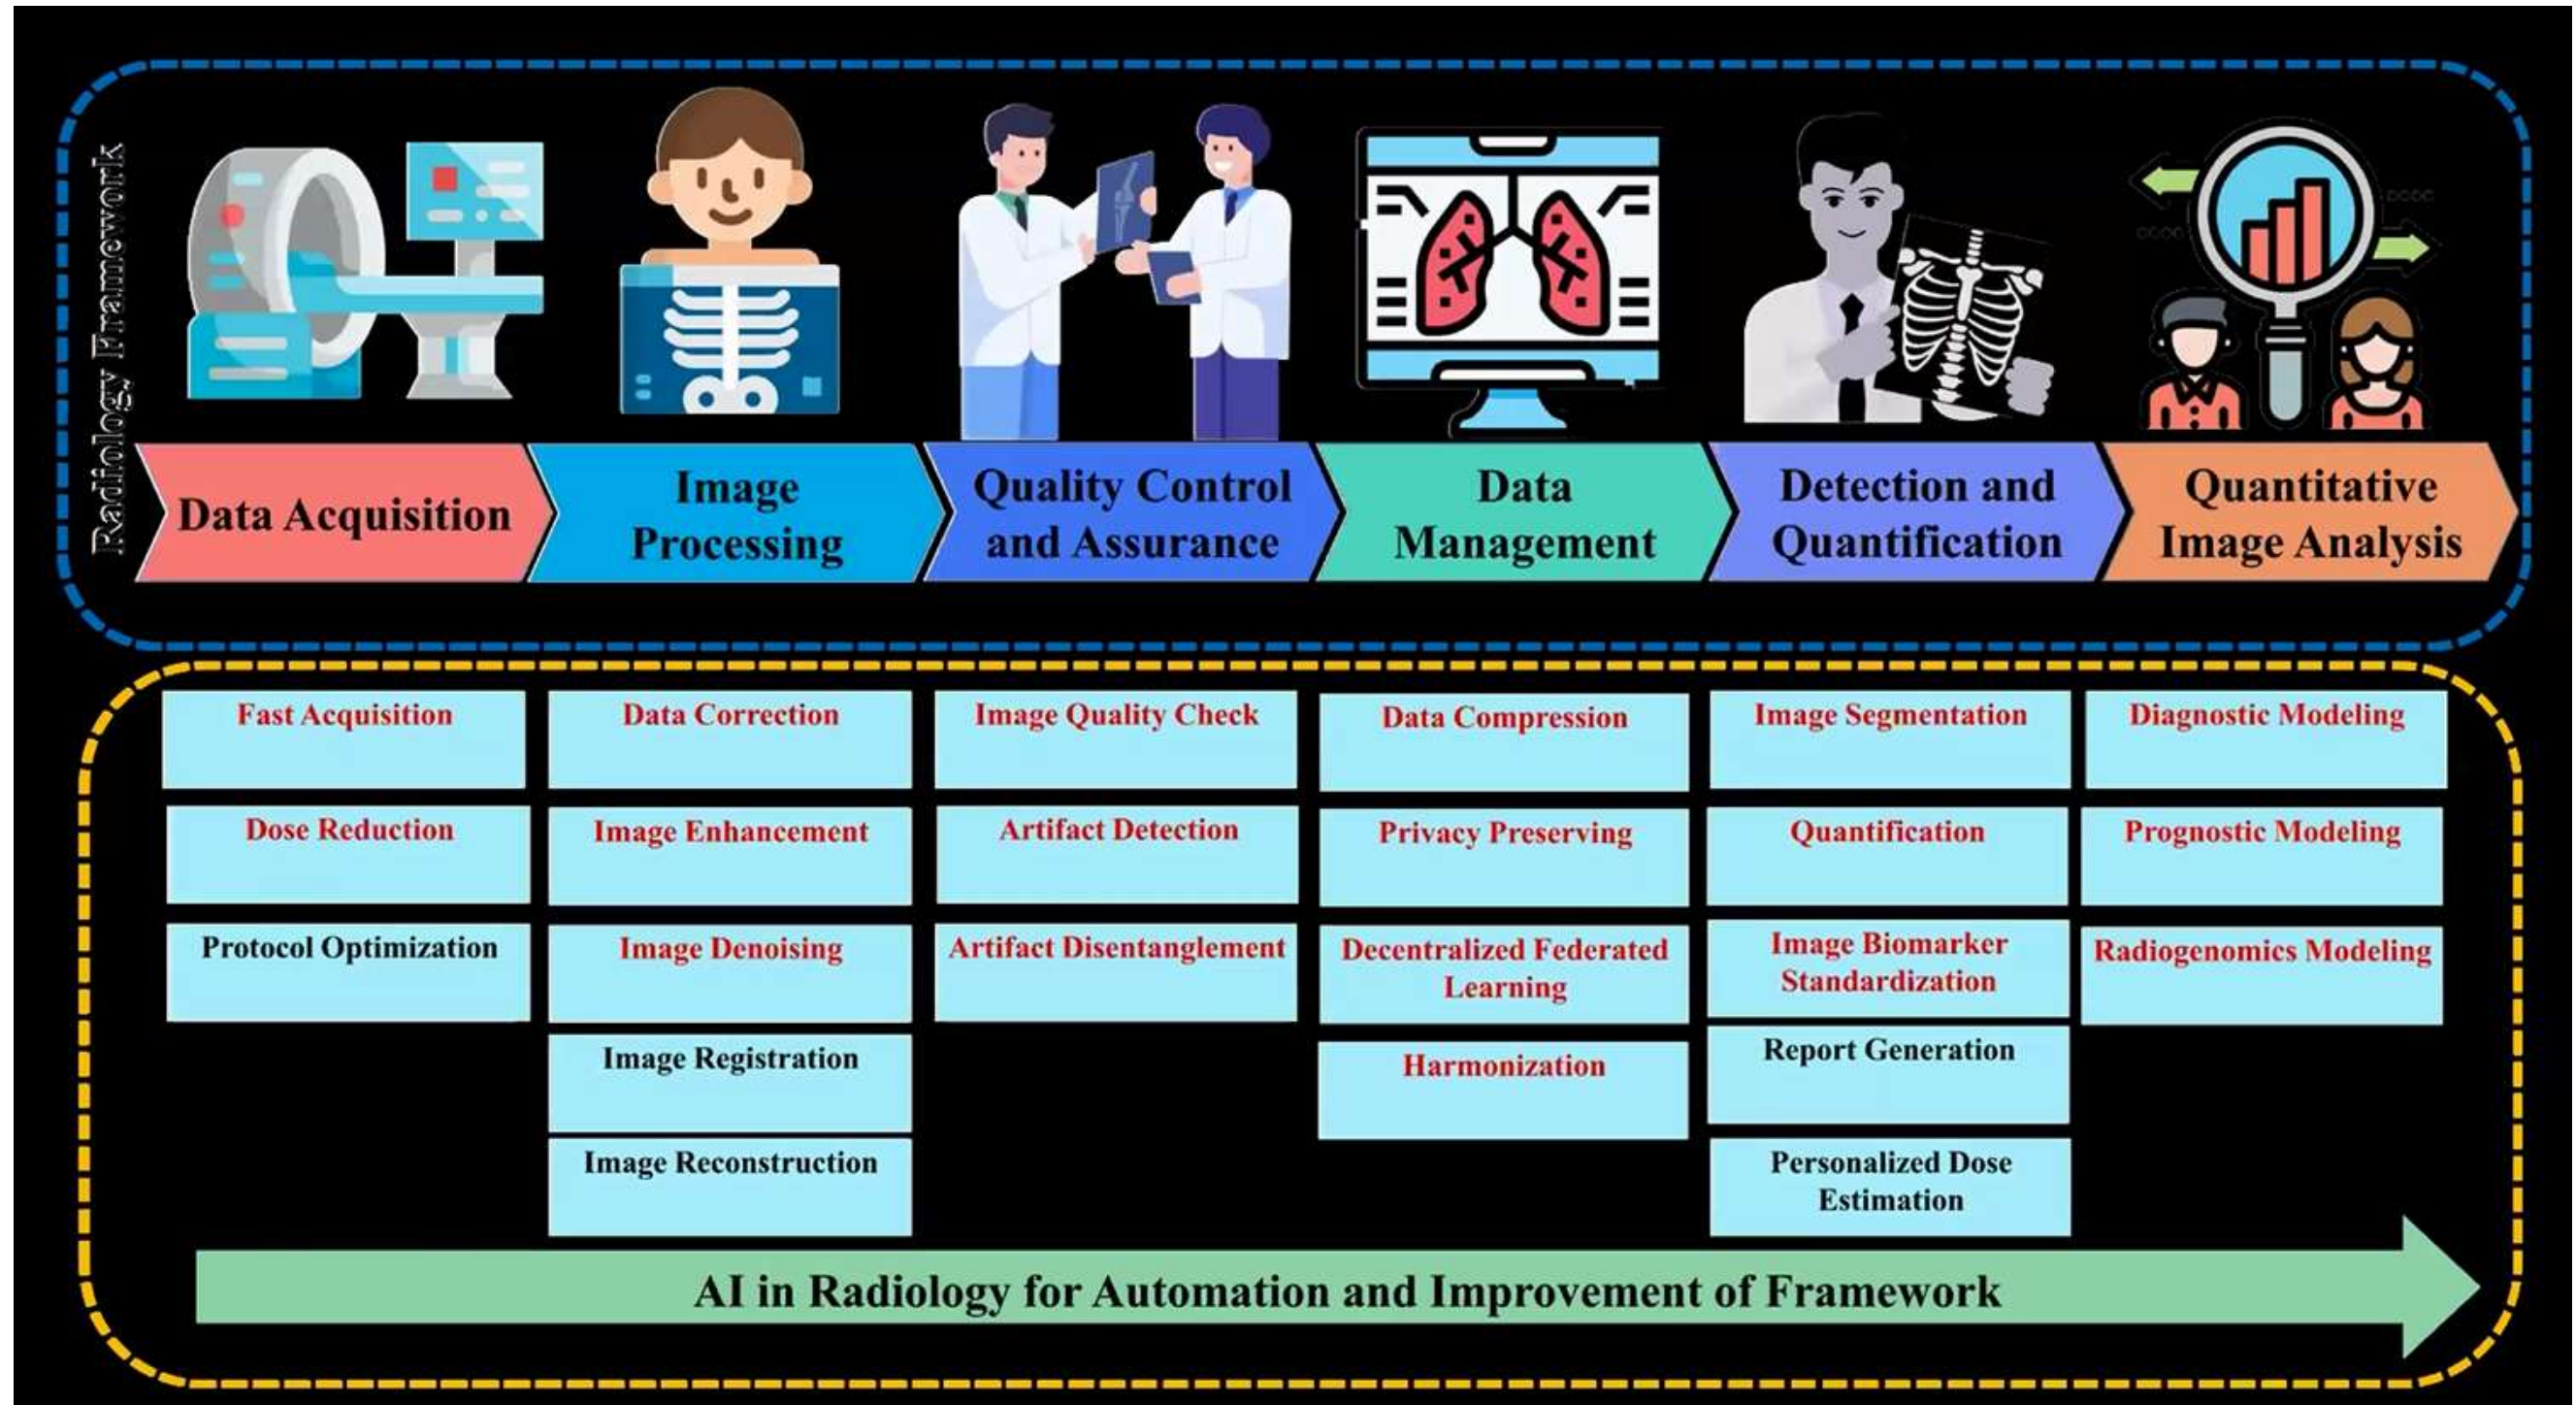 Radiology Framework
Data Acquisition
Image
Processing
Quality Control
and Assurance
Data
Management
Detection and
Quantification
Quantitative
Image Analysis
Fast Acquisition
Dose Reduction
Protocol Optimization
Data Correction
Image Enhancement
Image Denoising
Image Registration
Image Reconstruction
Image Quality Check
Artifact Detection
Artifact Disentanglement
Data Compression
Privacy Preserving
Decentralized Federated
Learning
Harmonization
Image Segmentation
Quantification
Image Biomarker
Standardization
Report Generation
Personalized Dose
Estimation
Diagnostic Modeling
Prognostic Modeling
Radiogenomics Modeling
AI in Radiology for Automation and Improvement of Framework